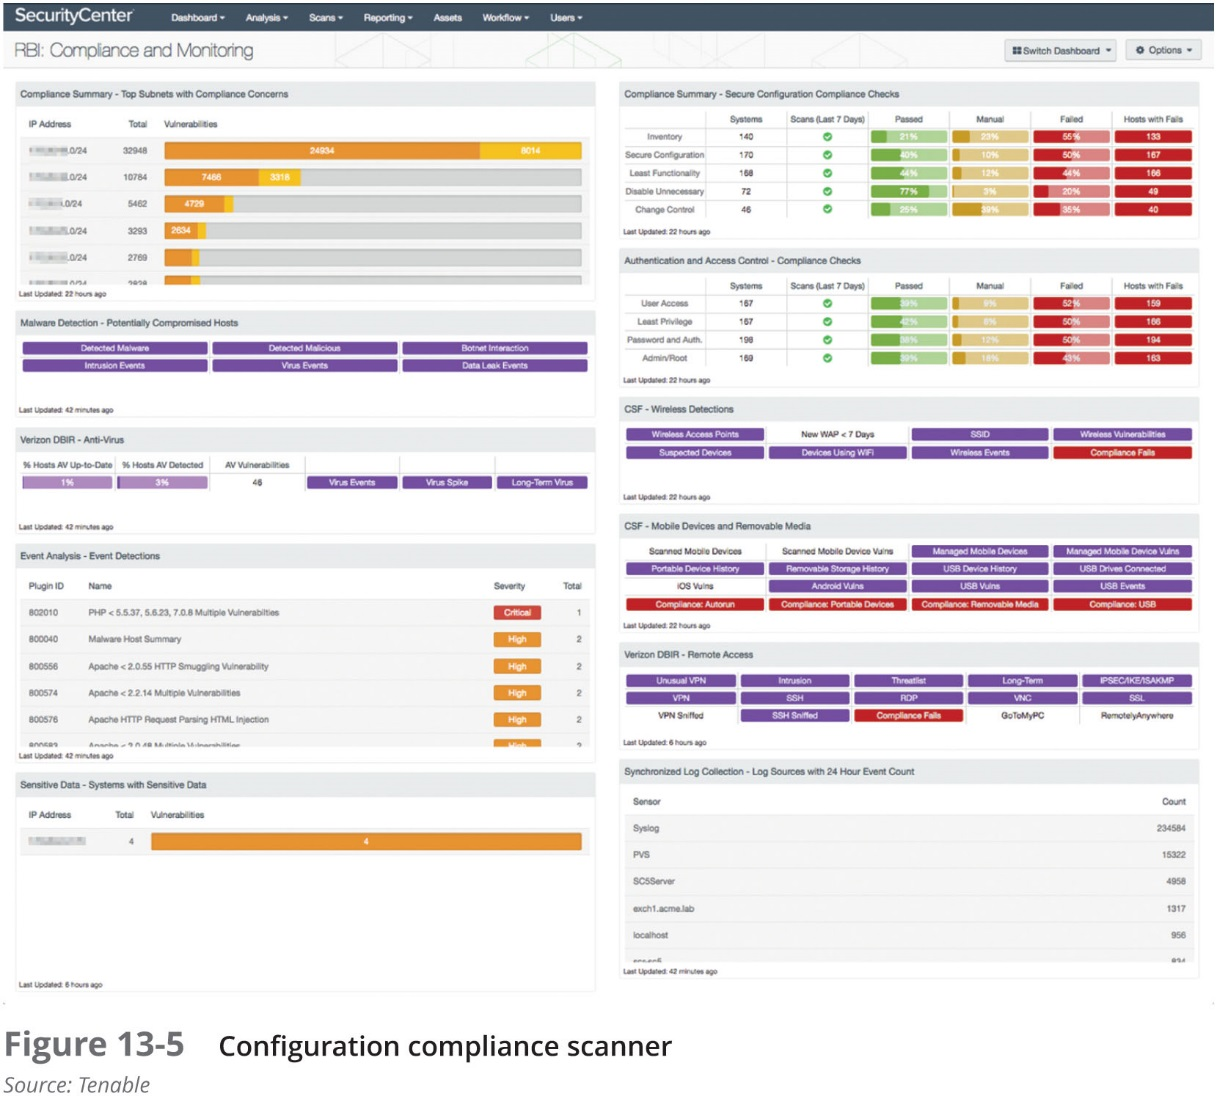 SecurityCenter Dashboard Analysis Scans Reporting Assets Workflow Users
RBI: Compliance and Monitoring Switch Dashboard Options
Compliance Summary - Top Subnets with Compliance Concerns
IP Address Total Vulnerabilities
.0/24 32948 24934 8014
.0/24 10784 7466 3318
.0/24 5462 4729
.0/24 3293 2634
.0/24 2769
Last Updated: 22 hours ago
Malware Detection - Potentially Compromised Hosts
Detected Malware Detected Malicious Botnet Interaction
Intrusion Events Virus Events Data Leak Events
Last Updated: 42 minutes ago
Verizon DBIR - Anti-Virus
% Hosts AV Up-to-Date % Hosts AV Detected AV Vulnerabilities
1% 3% 46 Virus Events Virus Spike Long-Term Virus
Last Updated: 42 minutes ago
Event Analysis - Event Detections
Plugin ID Name Severity Total
802010 PHP < 5.5.37, 5.6.23, 7.0.8 Multiple Vulnerabilities Critical 1
800040 Malware Host Summary High 2
800556 Apache < 2.0.55 HTTP Smuggling Vulnerability High 2
800574 Apache < 2.2.14 Multiple Vulnerabilities High 2
800576 Apache HTTP Request Parsing HTML Injection High 2
800583 Apache < 2.0.48 Multiple Vulnerabilities High 2
Last Updated: 42 minutes ago
Sensitive Data - Systems with Sensitive Data
IP Address Total Vulnerabilities
4 4
Last Updated: 6 hours ago
Compliance Summary - Secure Configuration Compliance Checks
Systems Scans (Last 7 Days) Passed Manual Failed Hosts with Fails
Inventory 140 21% 23% 55% 133
Secure Configuration 170 40% 10% 50% 167
Least Functionality 168 44% 12% 44% 166
Disable Unnecessary 72 77% 3% 20% 49
Change Control 46 25% 39% 35% 40
Last Updated: 22 hours ago
Authentication and Access Control - Compliance Checks
Systems Scans (Last 7 Days) Passed Manual Failed Hosts with Fails
User Access 167 39% 52% 159
Least Privilege 167 42% 50% 166
Password and Auth. 198 38% 12% 50% 194
Admin/Root 169 39% 18% 43% 163
Last Updated: 22 hours ago
CSF - Wireless Detections
Wireless Access Points New WAP < 7 Days SSID Wireless Vulnerabilities
Suspected Devices Devices Using WiFi Wireless Events Compliance Fails
Last Updated: 22 hours ago
CSF - Mobile Devices and Removable Media
Scanned Mobile Devices Scanned Mobile Device Vulns Managed Mobile Devices Managed Mobile Device Vulns
Portable Device History Removable Storage History USB Device History USB Drives Connected
iOS Vulns Android Vulns USB Vulns USB Events
Compliance: Autorun Compliance: Portable Devices Compliance: Removable Media Compliance: USB
Last Updated: 22 hours ago
Verizon DBIR - Remote Access
Unusual VPN Intrusion Threatlist Long-Term IPSEC/IKE/ISAKMP
VPN SSH RDP VNC SSL
VPN Sniffed SSH Sniffed Compliance Fails GoToMyPC RemotelyAnywhere
Last Updated: 6 hours ago
Synchronized Log Collection - Log Sources with 24 Hour Event Count
Sensor Count
Syslog 234584
PVS 15322
SC5Server 4958
exch1.acme.lab 1317
localhost 956
Last Updated: 42 minutes ago
Figure 13-5 Configuration compliance scanner
Source: Tenable